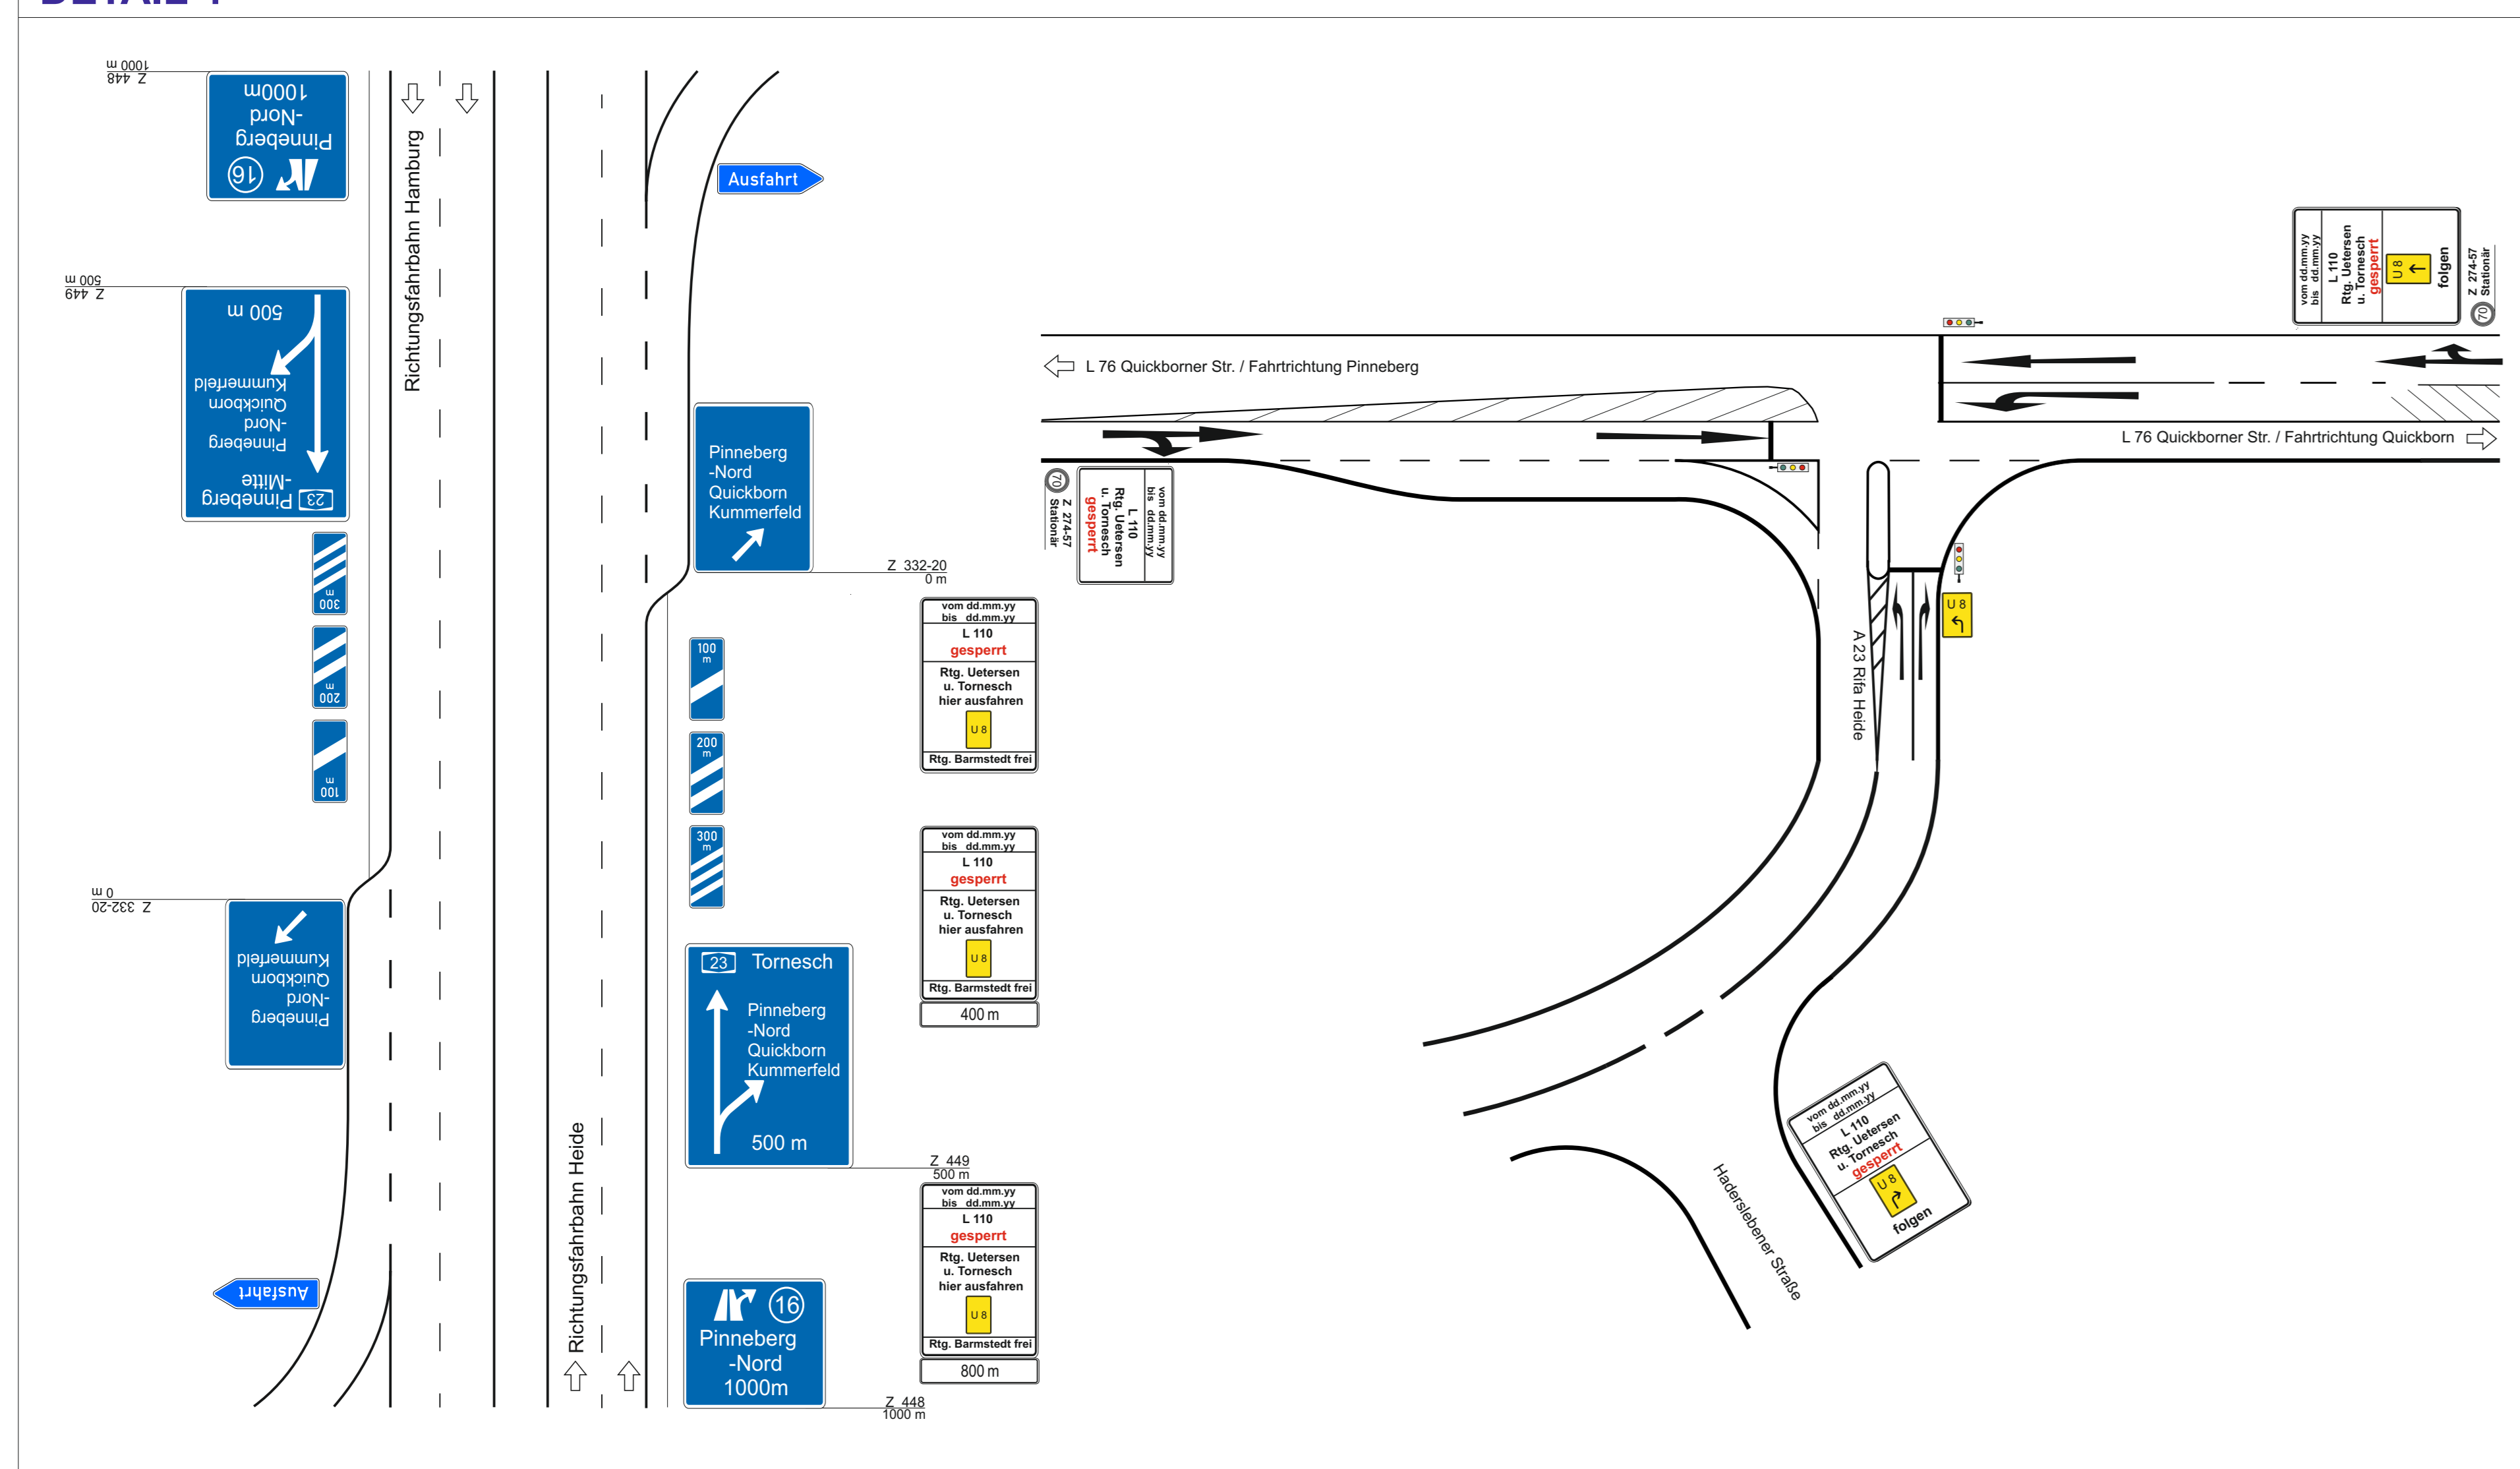 Z 448
1000 m
16
Pinneberg
-Nord
1000m
Z 449
500 m
23 Pinneberg
-Mitte
Pinneberg
-Nord
Quickborn
Kummerfeld
500 m
300
m
200
m
100
m
Z 332-20
0 m
Pinneberg
-Nord
Quickborn
Kummerfeld
Ausfahrt
Richtungsfahrbahn Hamburg
Richtungsfahrbahn Heide
Ausfahrt
Pinneberg
-Nord
Quickborn
Kummerfeld
Z 332-20
0 m
100
m
200
m
300
m
23 Tornesch
Pinneberg
-Nord
Quickborn
Kummerfeld
500 m
Z 449
500 m
16
Pinneberg
-Nord
1000m
Z 448
1000 m
vom dd.mm.yy
bis dd.mm.yy
L 110
gesperrt
Rtg. Uetersen
u. Tornesch
hier ausfahren
U 8
Rtg. Barmstedt frei
vom dd.mm.yy
bis dd.mm.yy
L 110
gesperrt
Rtg. Uetersen
u. Tornesch
hier ausfahren
U 8
Rtg. Barmstedt frei
400 m
vom dd.mm.yy
bis dd.mm.yy
L 110
gesperrt
Rtg. Uetersen
u. Tornesch
hier ausfahren
U 8
Rtg. Barmstedt frei
800 m
L 76 Quickborner Str. / Fahrtrichtung Pinneberg
L 76 Quickborner Str. / Fahrtrichtung Quickborn
vom dd.mm.yy
bis dd.mm.yy
L 110
Rtg. Uetersen
u. Tornesch
gesperrt
U 8
folgen
Z 274-57
Stationär
70
vom dd.mm.yy
bis dd.mm.yy
L 110
Rtg. Uetersen
u. Tornesch
gesperrt
70
Z 274-57
Stationär
U 8
A 23 Rifa Heide
Haderslebener Straße
vom dd.mm.yy
bis dd.mm.yy
L 110
Rtg. Uetersen
u. Tornesch
gesperrt
U 8
folgen